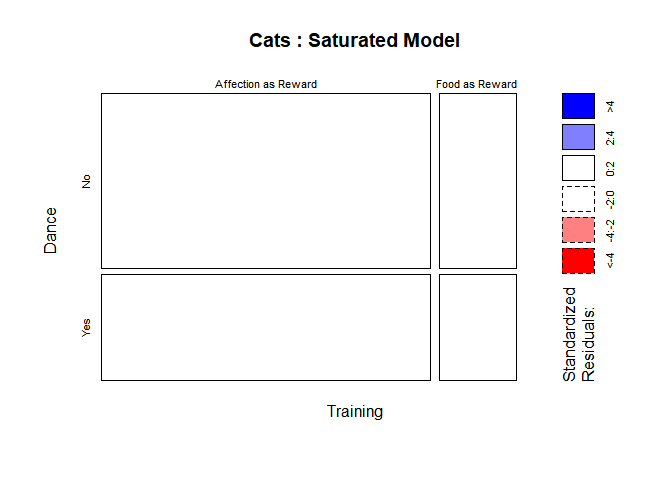 Cats : Saturated Model
Affection as Reward
Food as Reward
No
Yes
Dance
Training
>4
2:4
0:2
-2:0
-4:-2
<-4
Standardized
Residuals: